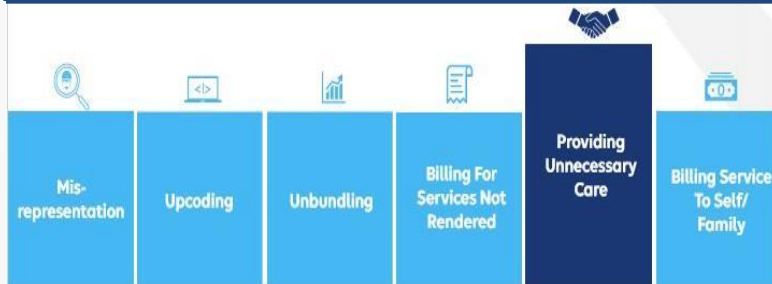 Mis-
representation
Upcoding
Unbundling
Billing For
Services Not
Rendered
Providing
Unnecessary
Care
Billing Service
To Self/
Family